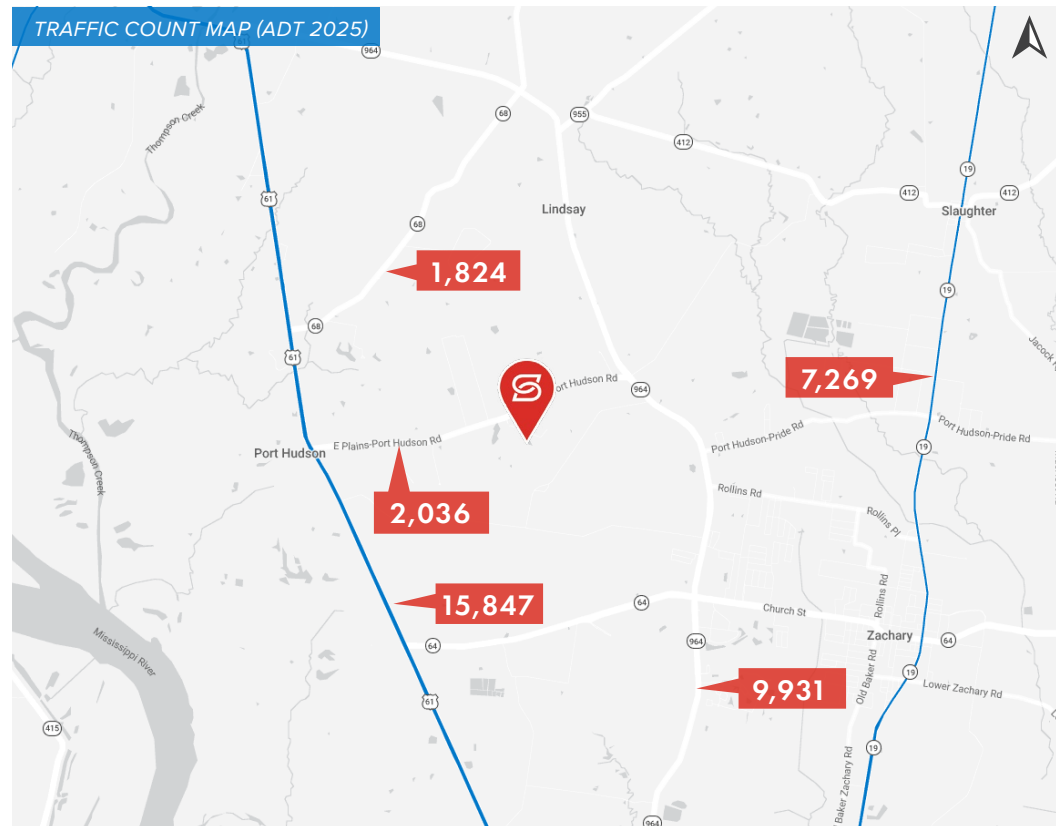 TRAFFIC COUNT MAP (ADT 2025)
61
964
68
955
412
Thompson Creek
19
412
412
61
Lindsay
Slaughter
68
1,824
19
68
61
Jacock
7,269
ort Hudson Rd
964
Port Hudson
E Plains-Port Hudson Rd
Port Hudson-Pride Rd
Port Hudson-Pride Rd
19
Thompson Creek
Rollins Rd
2,036
Rollins Pl
15,847
64
Rollins Rd
Church St
Mississippi River
64
964
Zachary
64
Old Baker Rd
19
9,931
Lower Zachary Rd
61
415
19
Baker Zachary Rd
964